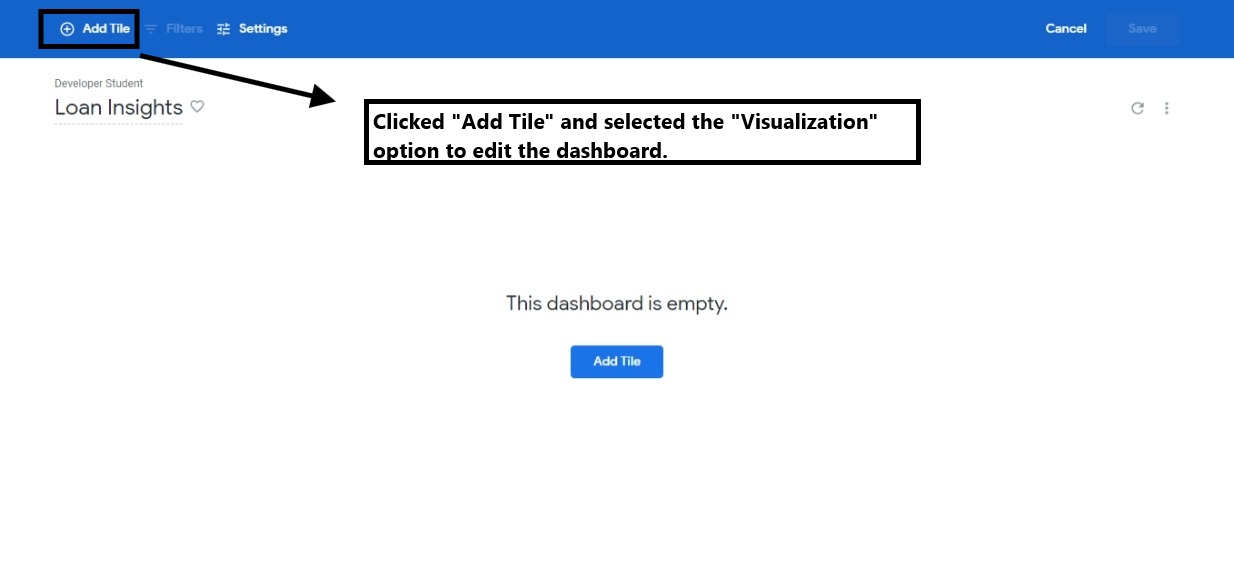 Add Tile Filters Settings Cancel Save
Developer Student
Loan Insights
Clicked "Add Tile" and selected the "Visualization"
option to edit the dashboard.
This dashboard is empty.
Add Tile